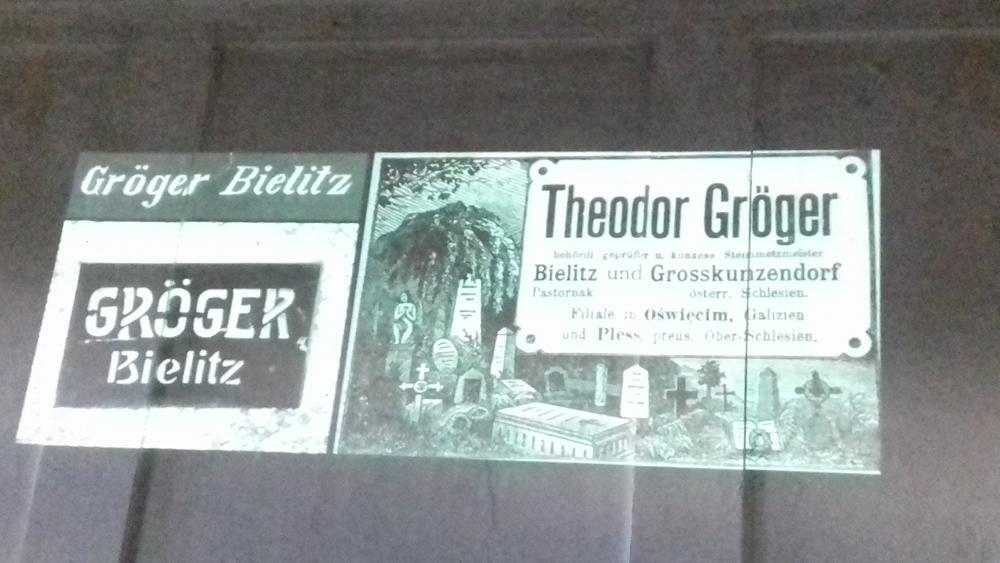 Gröger Bielitz
GRÖGER
Bielitz
Theodor Gröger
behördl geprüfter u. konzess Steinmetzmeister
Bielitz und Grosskunzendorf
Pastornak österr. Schlesien.
Filiale in Oświęcim, Galizien
und Pless, preus. Ober-Schlesien.